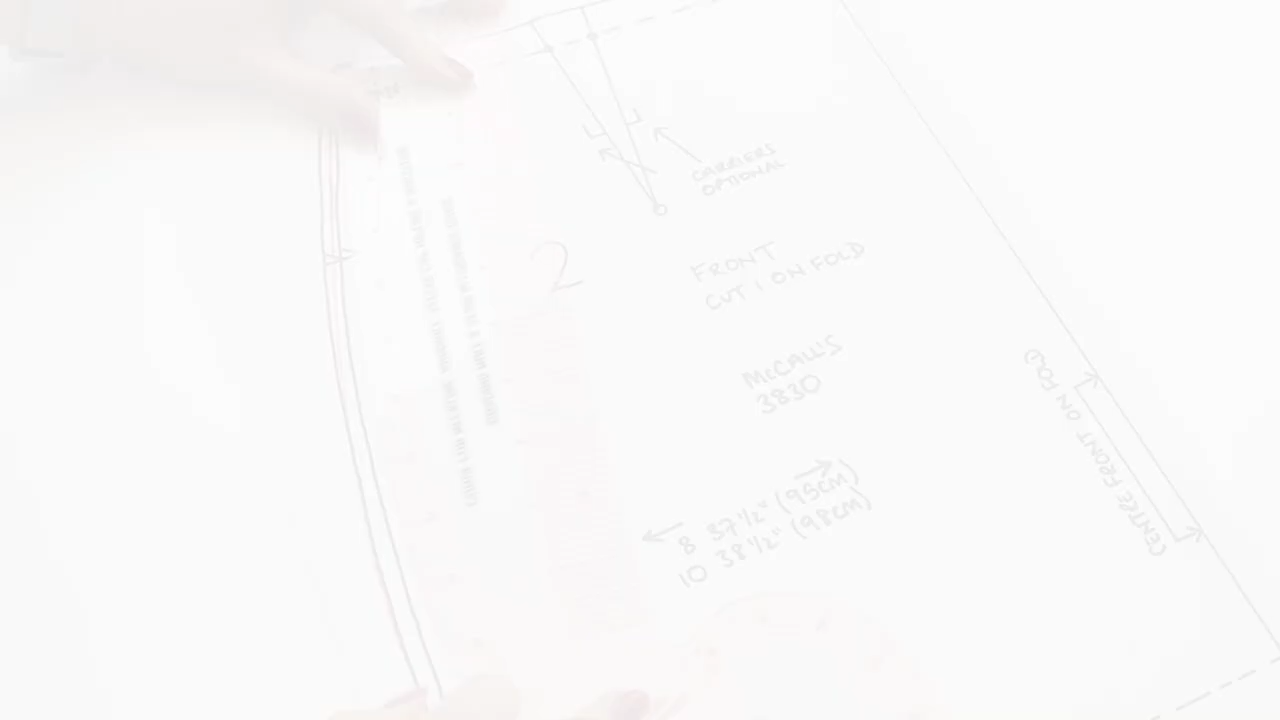 CARRIERS
OPTIONAL
2
FRONT
CUT 1 ON FOLD
McCALL'S
3830
8 37½" (95CM)
10 38½" (98CM)
CENTRE FRONT ON FOLD